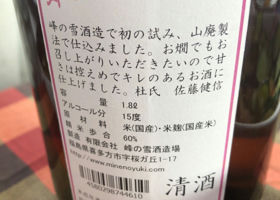 峰の雪酒造で初の試み、山廃製
法で仕込みました。お燗でもお
召し上がりいただきたいので甘
さは控えめでキレのあるお酒に
仕上げました。杜氏 佐藤健信
容量 1.8ℓ
アルコール分 15度
原材料 米(国産)・米麹(国産米)
精米歩合 60%
有限会社 峰の雪酒造場
福島県喜多方市字桜ガ丘1-17
www.minenoyuki.com
4580298744610
清酒